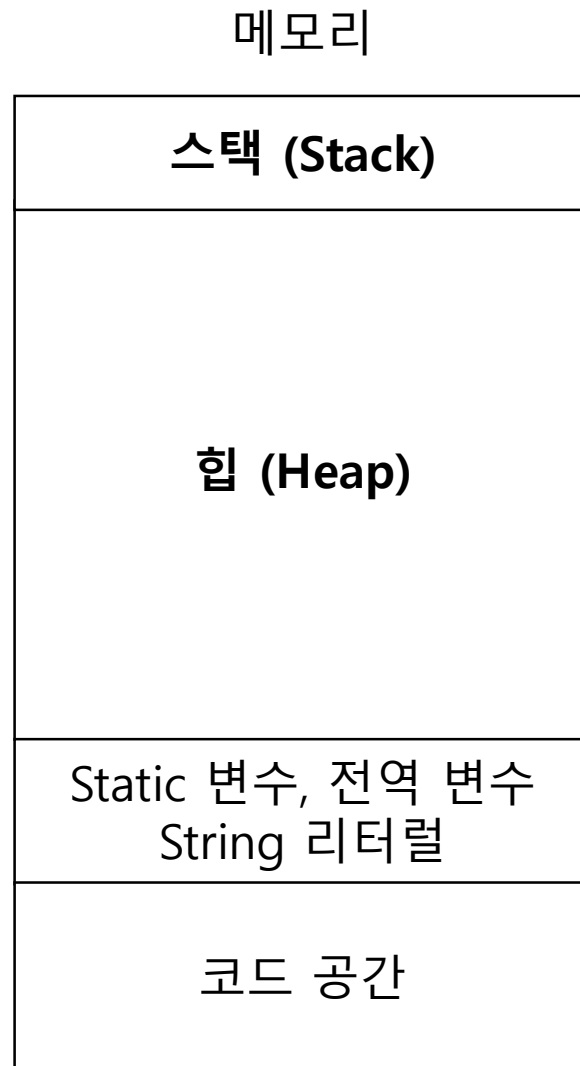 메모리
스택 (Stack)
힙 (Heap)
Static 변수, 전역 변수
String 리터럴
코드 공간